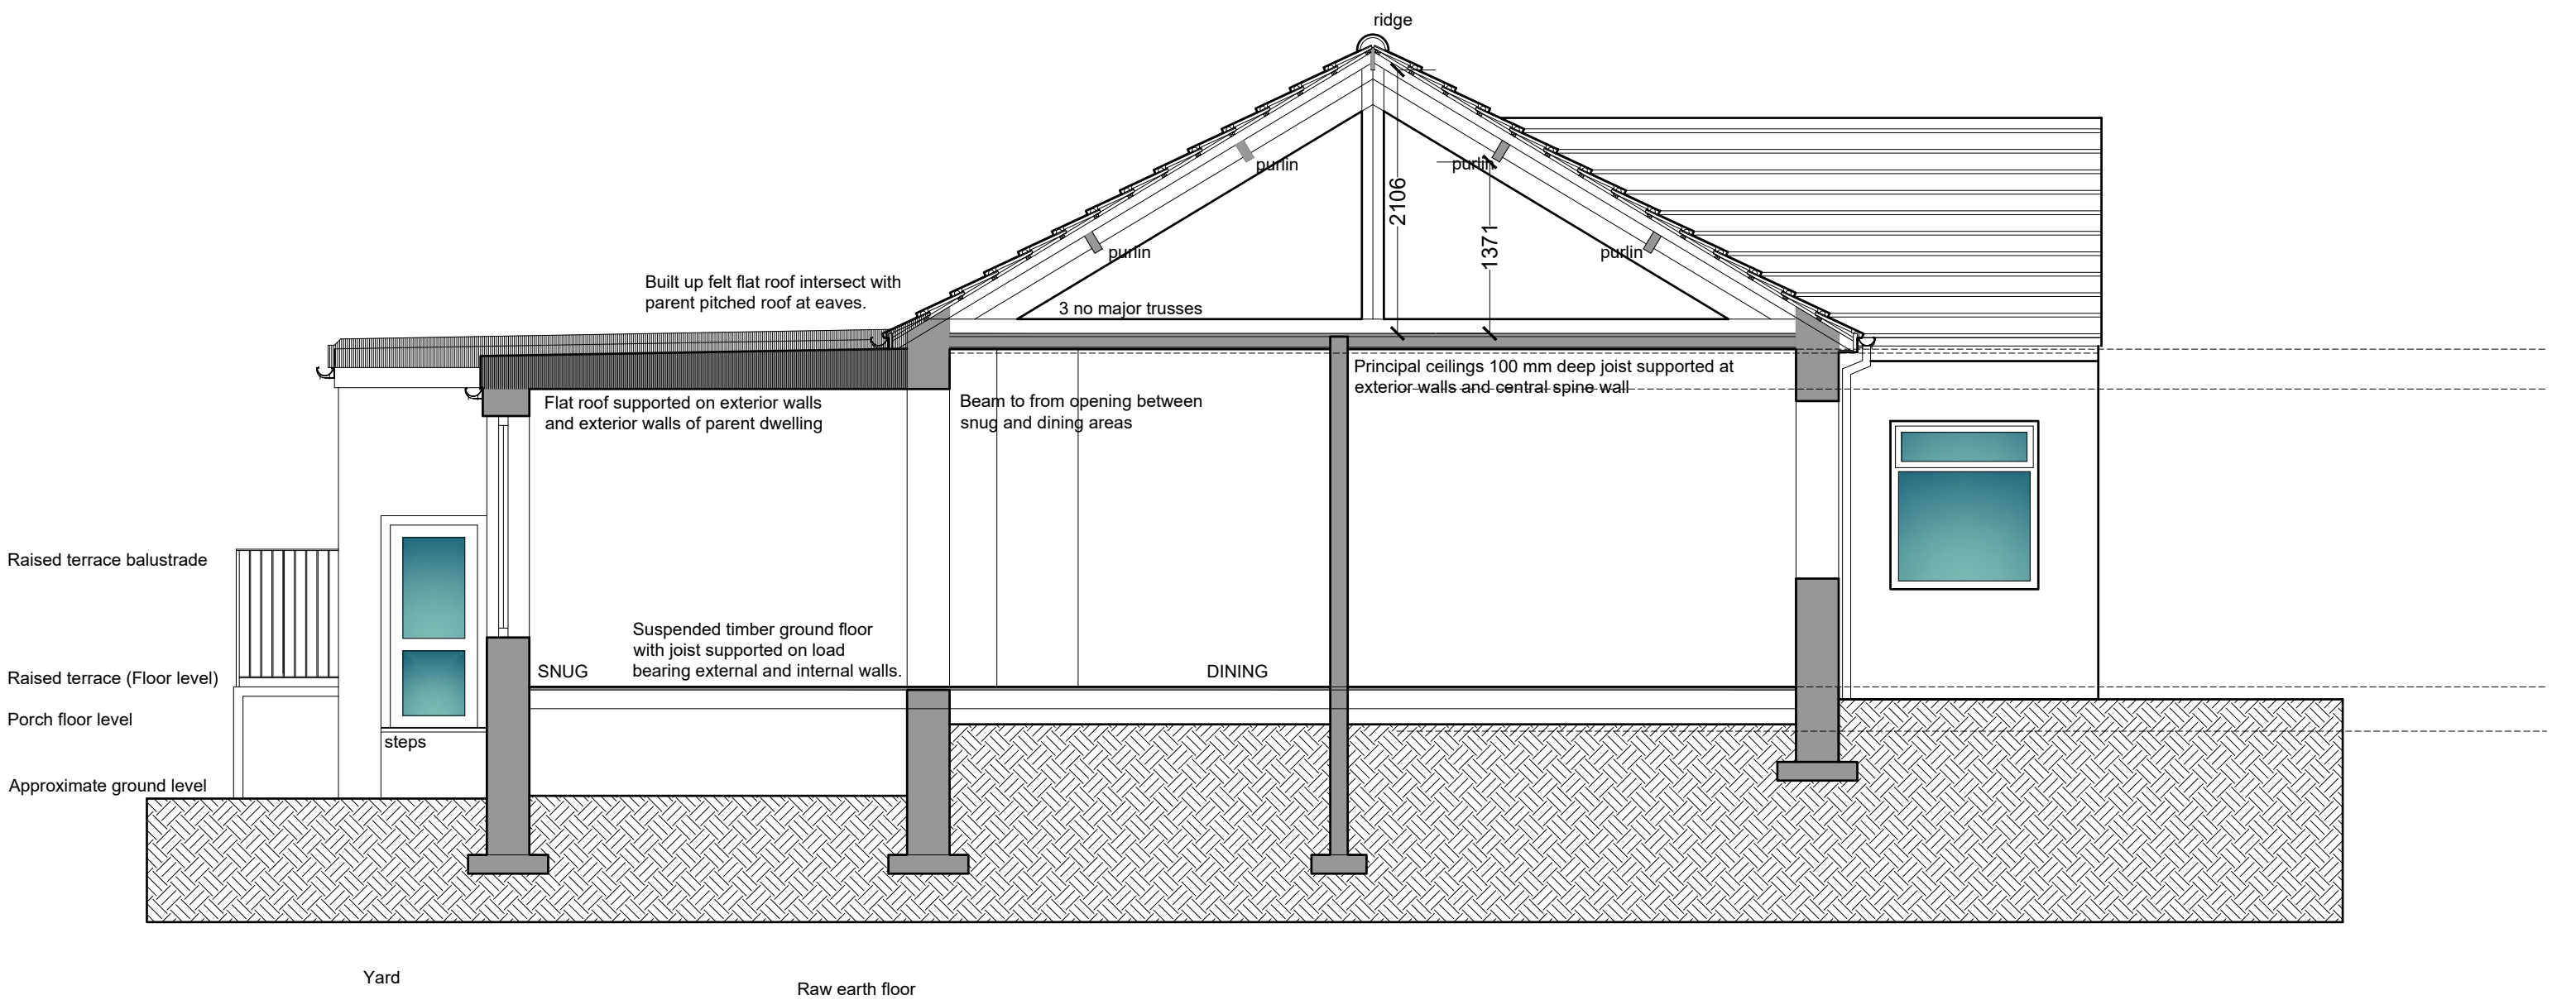 ridge
purlin
purlin
2106
1371
purlin
purlin
Built up felt flat roof intersect with
parent pitched roof at eaves.
3 no major trusses
Principal ceilings 100 mm deep joist supported at
exterior walls and central spine wall
Flat roof supported on exterior walls
and exterior walls of parent dwelling
Beam to from opening between
snug and dining areas
Raised terrace balustrade
Suspended timber ground floor
with joist supported on load
bearing external and internal walls.
SNUG
DINING
Raised terrace (Floor level)
Porch floor level
steps
Approximate ground level
Yard
Raw earth floor